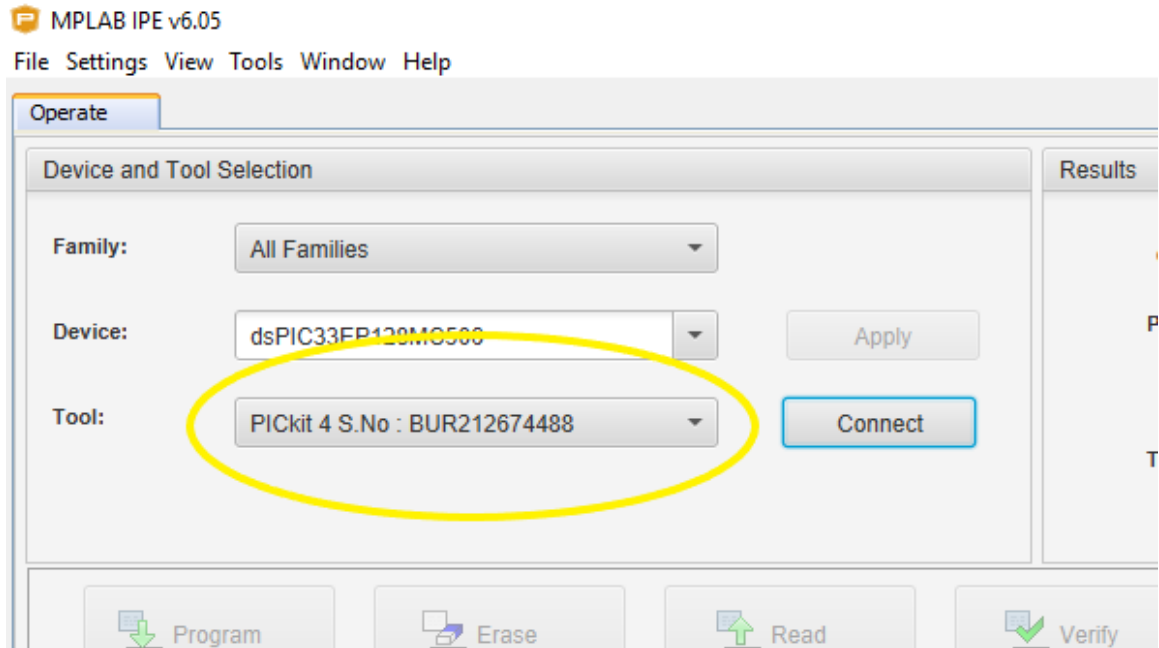 MPLAB IPE v6.05
File Settings View Tools Window Help
Operate
Device and Tool Selection
Results
Family:
All Families
Device:
Apply
Tool:
PICkit 4 S.No : BUR212674488
Connect
Program
Erase
Read
Verify